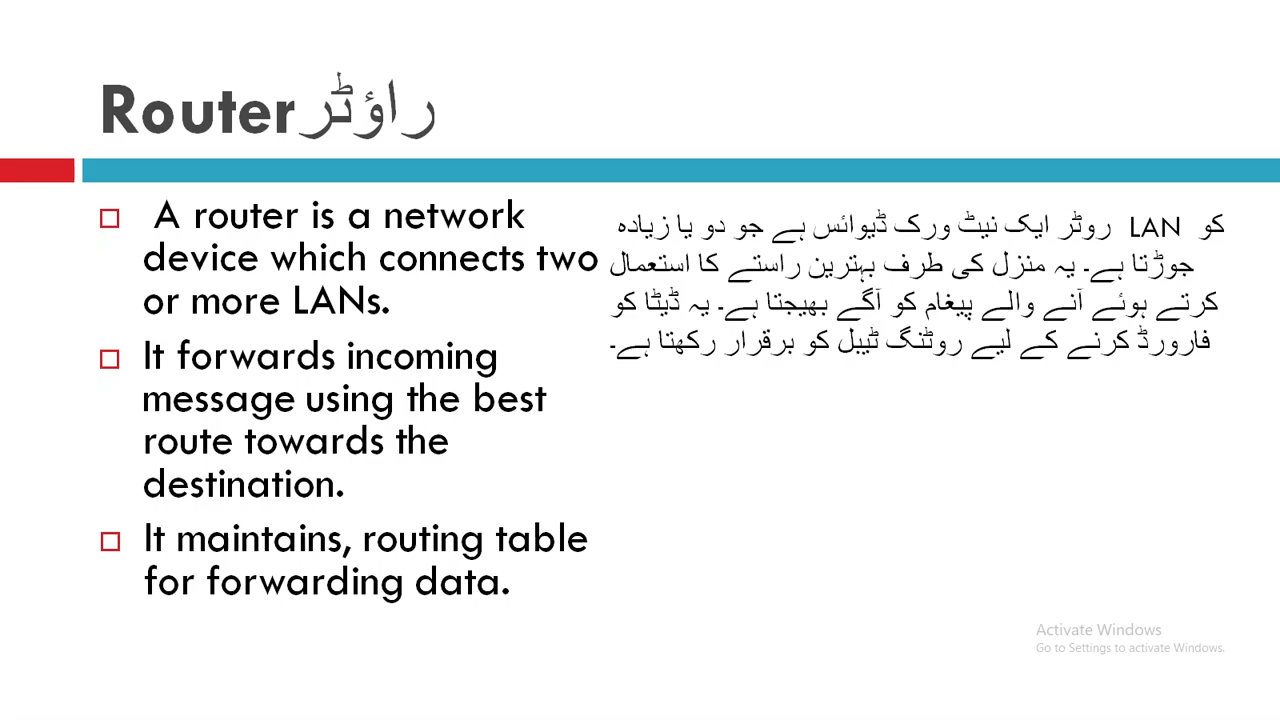 Routerراؤٹر
A router is a network
device which connects two
or more LANs.
It forwards incoming
message using the best
route towards the
destination.
It maintains, routing table
for forwarding data.
کو LAN روٹر ایک نیٹ ورک ڈیوائس ہے جو دو یا زیادہ
جوڑتا ہے۔ یہ منزل کی طرف بہترین راستے کا استعمال
کرتے ہوئے آنے والے پیغام کو آگے بھیجتا ہے۔ یہ ڈیٹا کو
فارورڈ کرنے کے لیے روٹنگ ٹیبل کو برقرار رکھتا ہے۔
Activate Windows
Go to Settings to activate Windows.